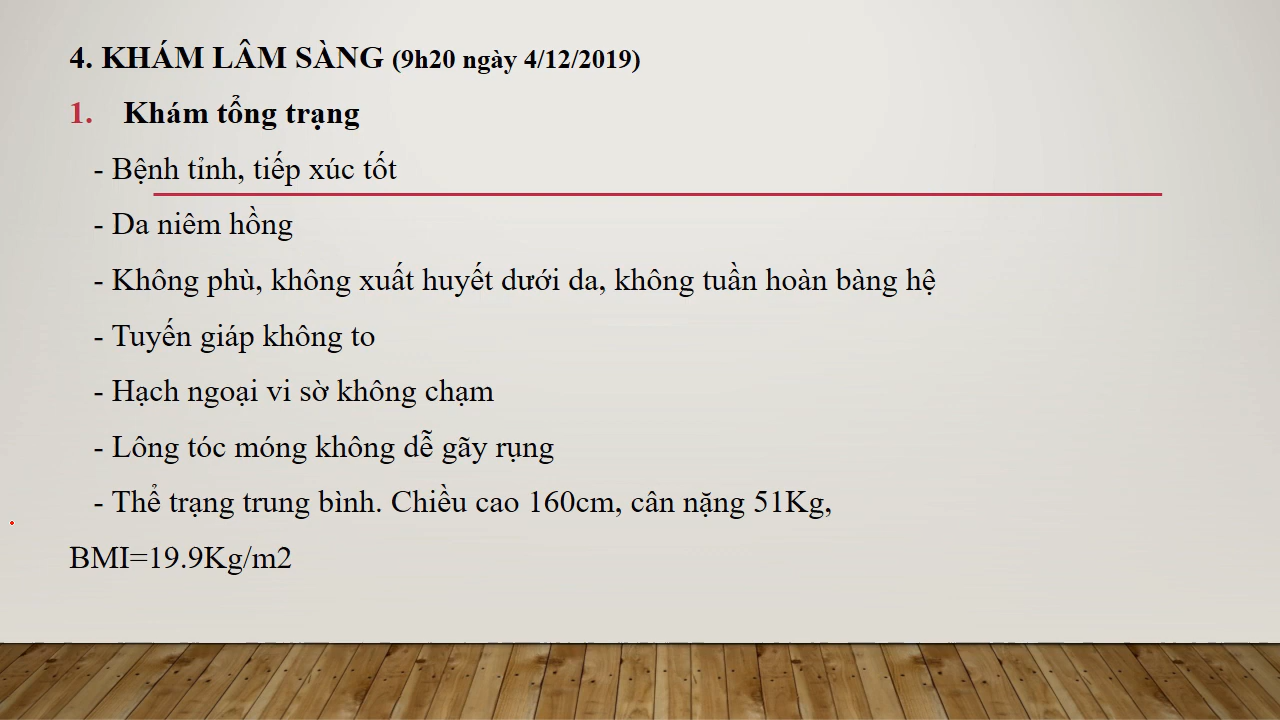 4. KHÁM LÂM SÀNG (9h20 ngày 4/12/2019)
1. Khám tổng trạng
- Bệnh tỉnh, tiếp xúc tốt
- Da niêm hồng
- Không phù, không xuất huyết dưới da, không tuần hoàn bàng hệ
- Tuyến giáp không to
- Hạch ngoại vi sờ không chạm
- Lông tóc móng không dễ gãy rụng
- Thể trạng trung bình. Chiều cao 160cm, cân nặng 51Kg,
BMI=19.9Kg/m2